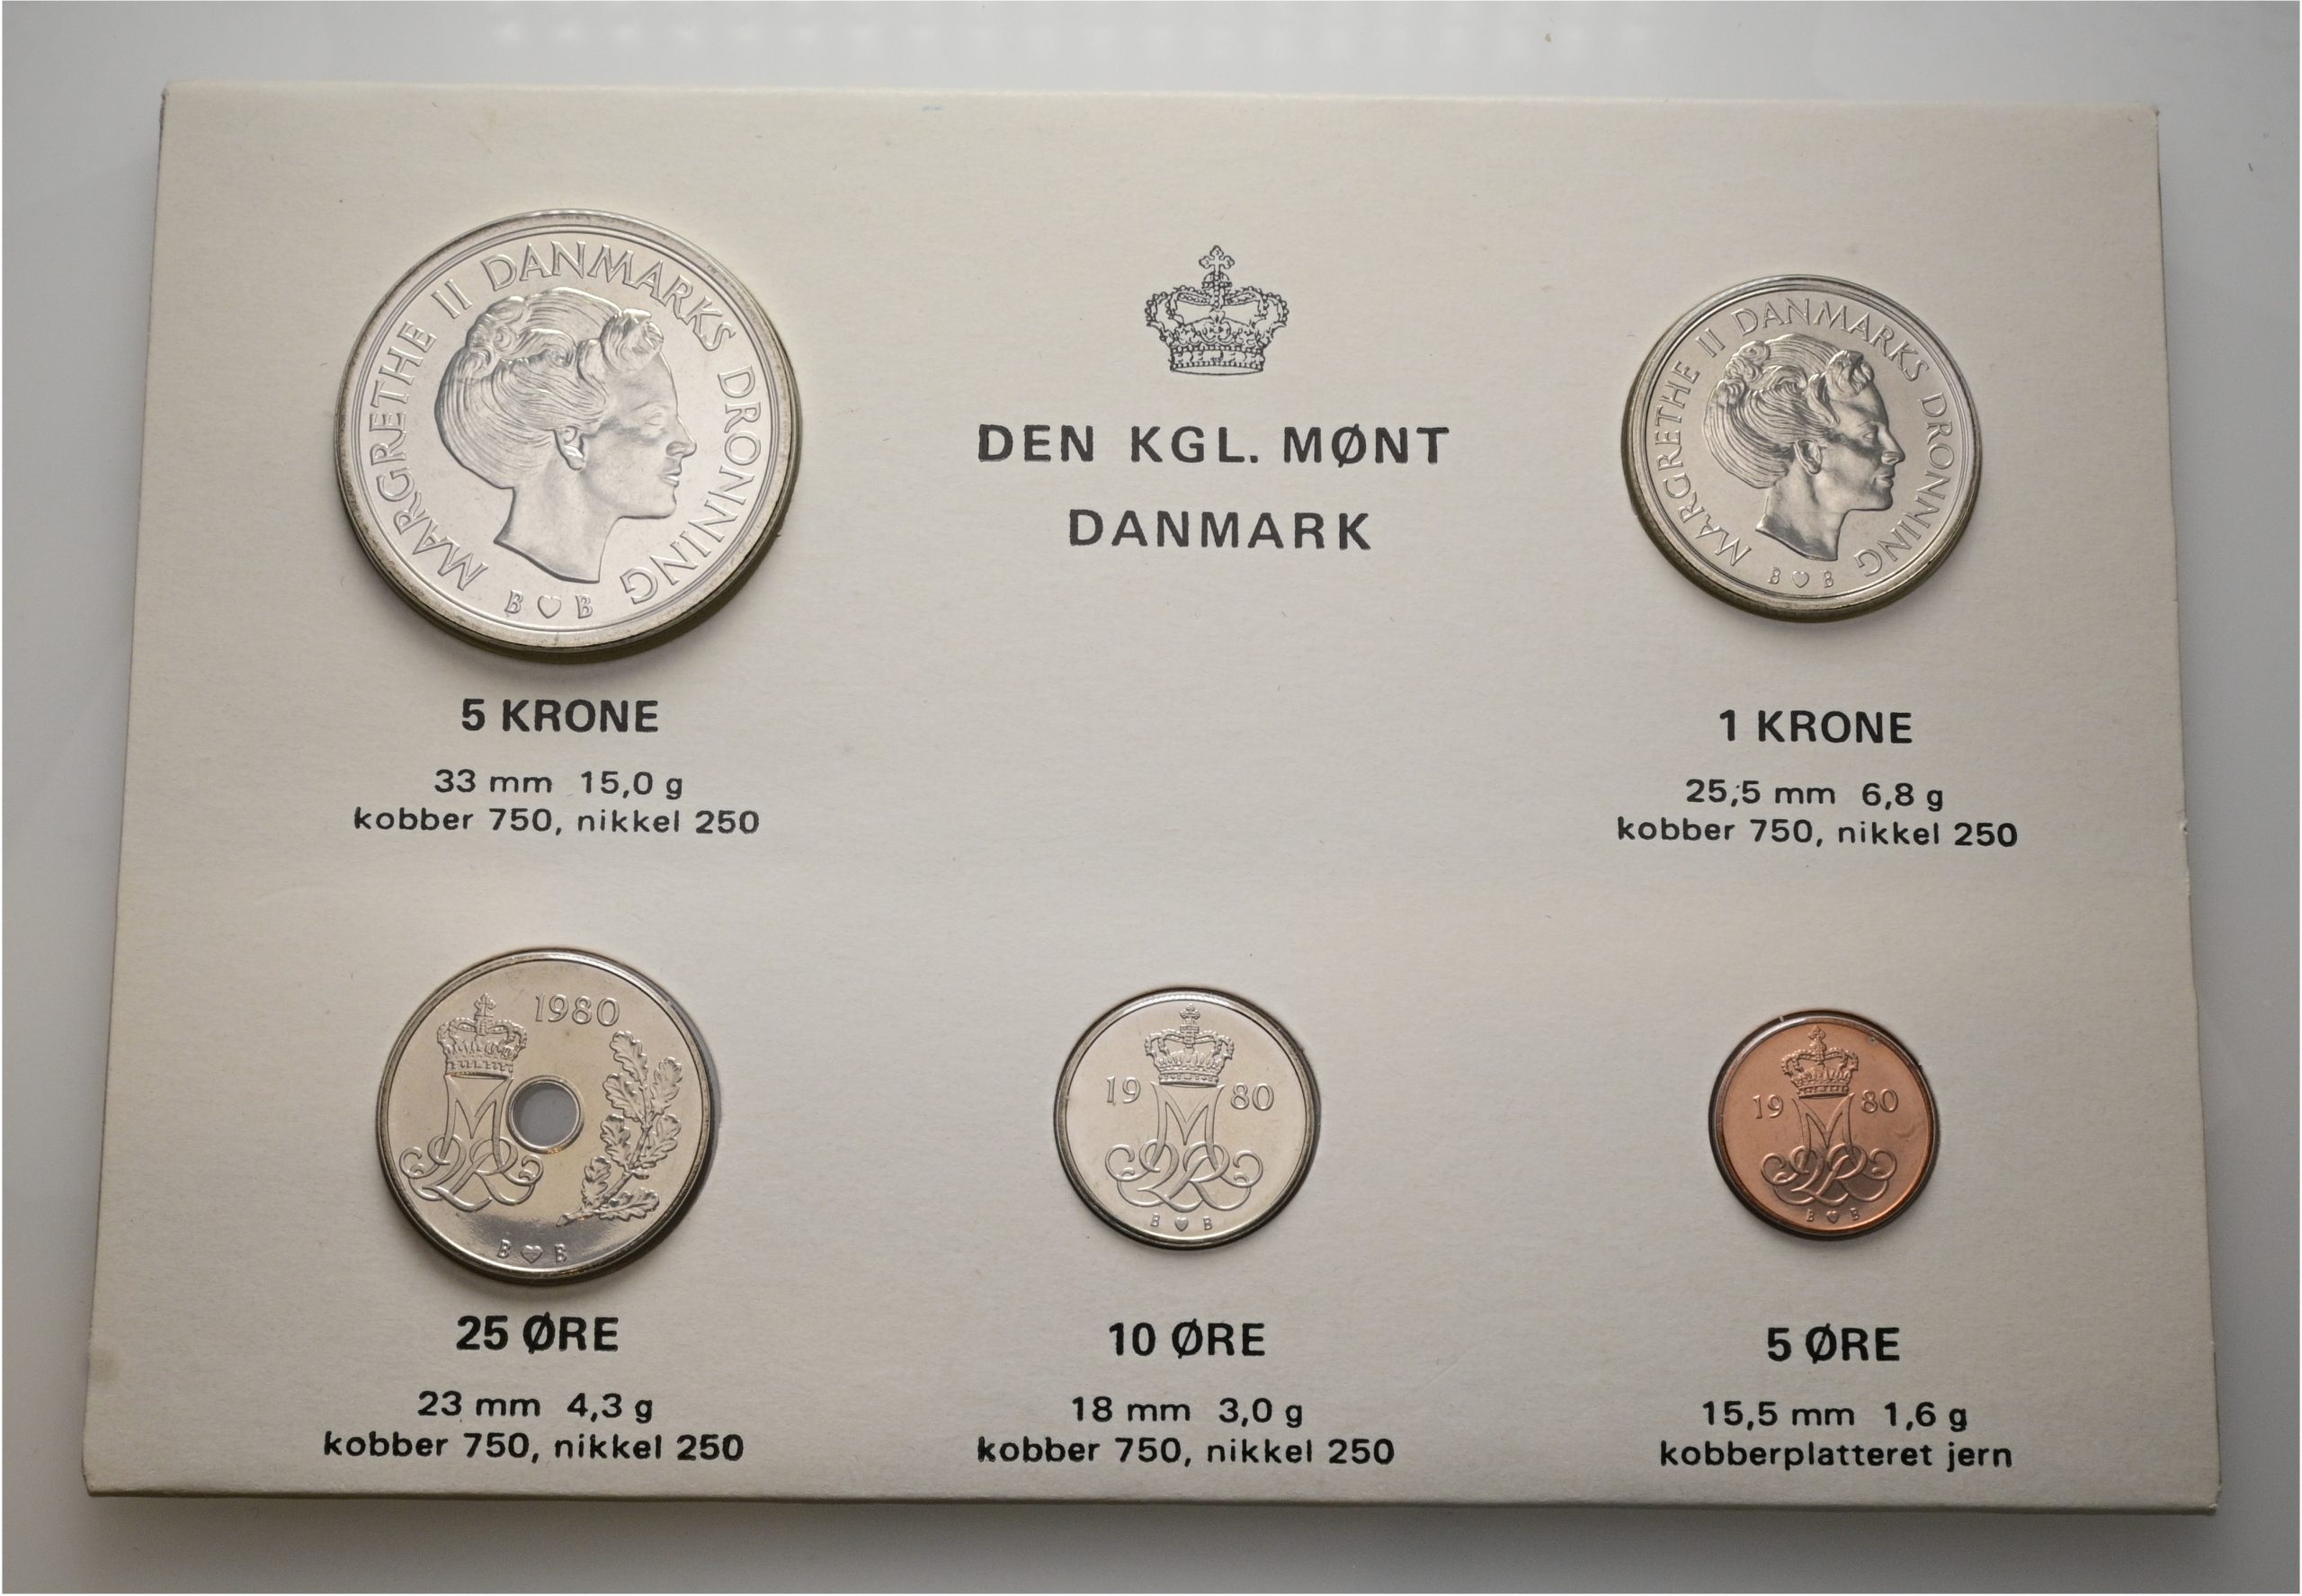 MARGRETHE II DANMARKS DRONNING
B ♡ B
5 KRONE
33 mm 15,0 g
kobber 750, nikkel 250
DEN KGL. MØNT
DANMARK
MARGRETHE II DANMARKS DRONNING
B ♡ B
1 KRONE
25,5 mm 6,8 g
kobber 750, nikkel 250
1980
B ♡ B
25 ØRE
23 mm 4,3 g
kobber 750, nikkel 250
19 80
B ♡ B
10 ØRE
18 mm 3,0 g
kobber 750, nikkel 250
19 80
B ♡ B
5 ØRE
15,5 mm 1,6 g
kobberplatteret jern